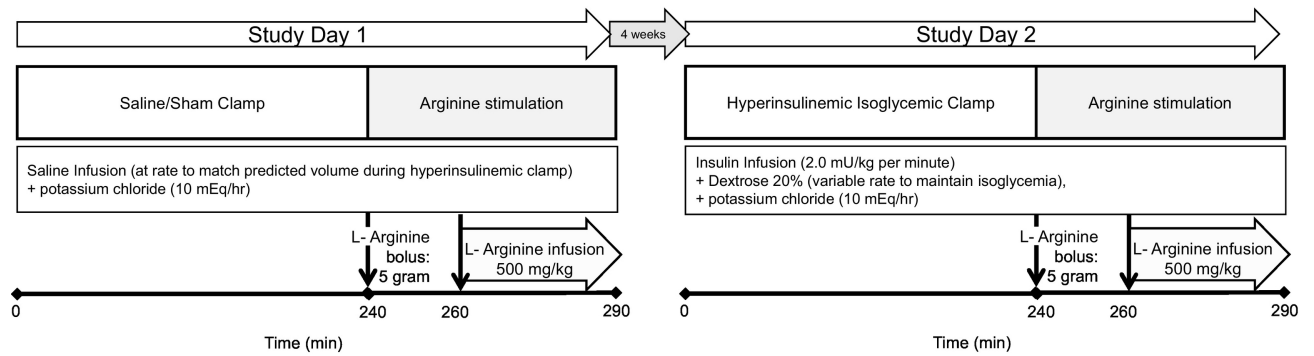 Study Day 1
4 weeks
Study Day 2
Saline/Sham Clamp
Arginine stimulation
Hyperinsulinemic Isoglycemic Clamp
Arginine stimulation
Saline Infusion (at rate to match predicted volume during hyperinsulinemic clamp)
+ potassium chloride (10 mEq/hr)
Insulin Infusion (2.0 mU/kg per minute)
+ Dextrose 20% (variable rate to maintain isoglycemia),
+ potassium chloride (10 mEq/hr)
L- Arginine
bolus:
5 gram
L- Arginine infusion
500 mg/kg
L- Arginine
bolus:
5 gram
L- Arginine infusion
500 mg/kg
0
240
260
290
0
240
260
290
Time (min)
Time (min)